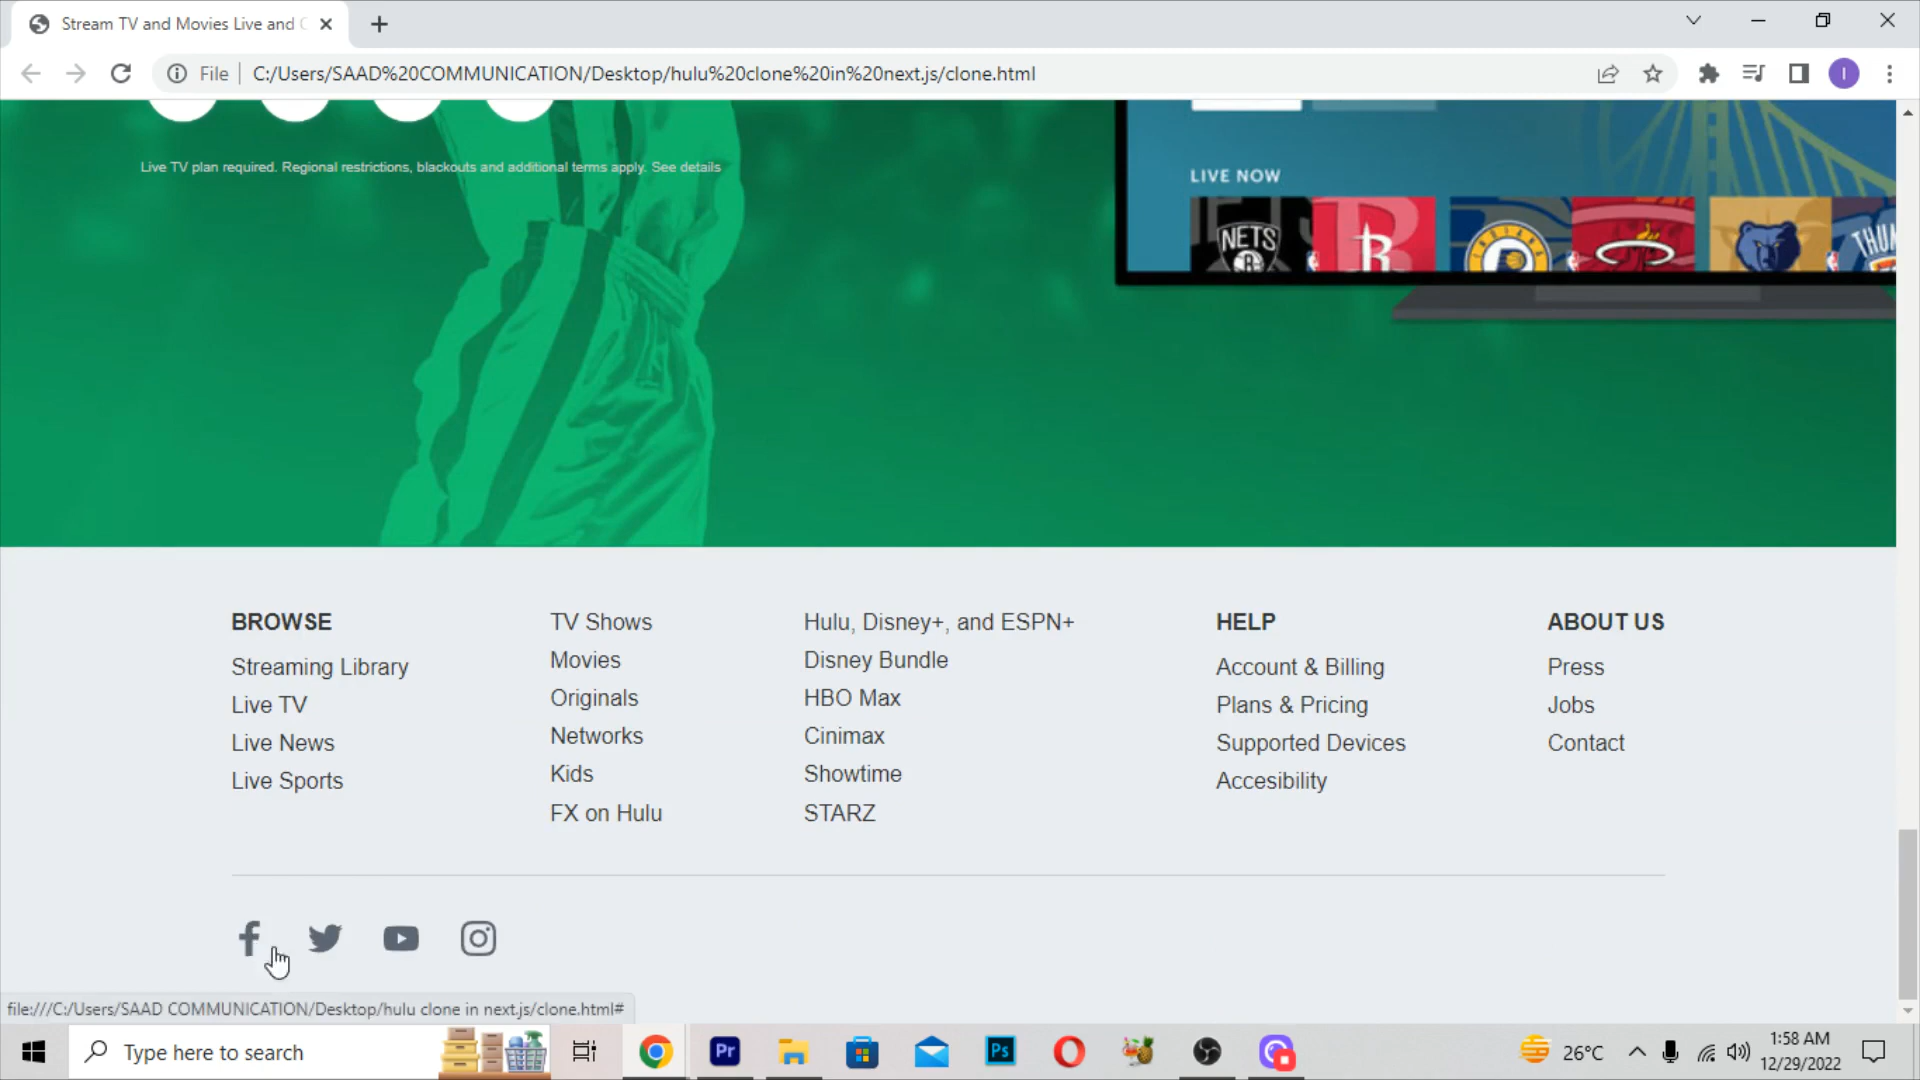 Stream TV and Movies Live and
File
C:/Users/SAAD%20COMMUNICATION/Desktop/hulu%20clone%20in%20next.js/clone.html
I
Live TV plan required. Regional restrictions, blackouts and additional terms apply. See details
LIVE NOW
NETS
B
R
P
THU
BROWSE
Streaming Library
Live TV
Live News
Live Sports
TV Shows
Movies
Originals
Networks
Kids
FX on Hulu
Hulu, Disney+, and ESPN+
Disney Bundle
HBO Max
Cinimax
Showtime
STARZ
HELP
Account & Billing
Plans & Pricing
Supported Devices
Accesibility
ABOUT US
Press
Jobs
Contact
file:///C:/Users/SAAD COMMUNICATION/Desktop/hulu clone in next.js/clone.html#
Type here to search
Pr
Ps
26°C
1:58 AM
12/29/2022